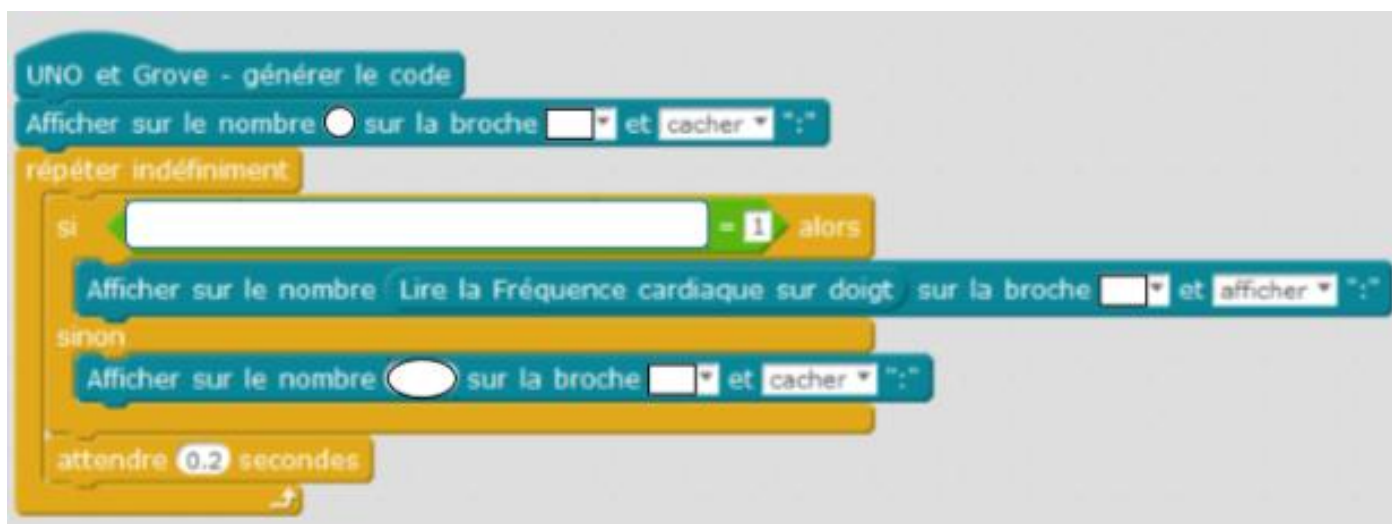 UNO et Grove - générer le code
Afficher sur le nombre sur la broche et cacher ":"
répéter indéfiniment
si = 1 alors
Afficher sur le nombre Lire la Fréquence cardiaque sur doigt sur la broche et afficher ":"
sinon
Afficher sur le nombre sur la broche et cacher ":"
attendre 0.2 secondes